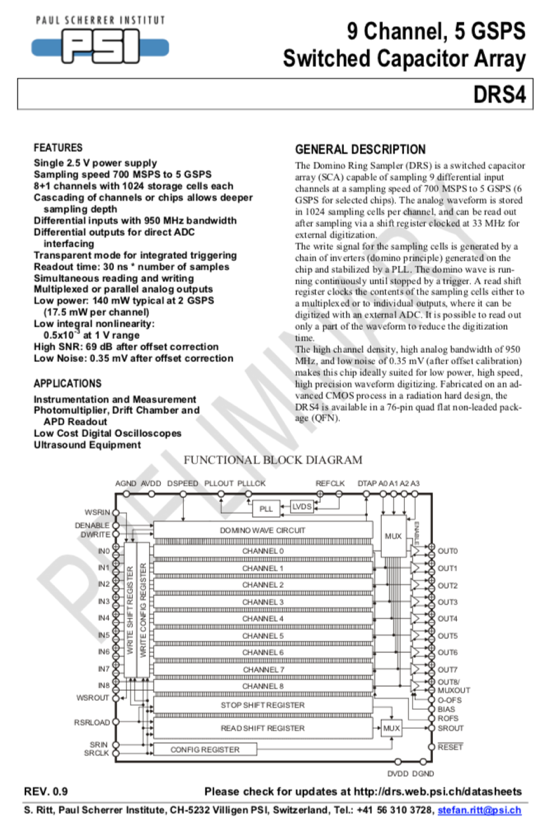 PAUL SCHERRER INSTITUT
PSI
9 Channel, 5 GSPS
Switched Capacitor Array
DRS4
FEATURES
Single 2.5 V power supply
Sampling speed 700 MSPS to 5 GSPS
8+1 channels with 1024 storage cells each
Cascading of channels or chips allows deeper
sampling depth
Differential inputs with 950 MHz bandwidth
Differential outputs for direct ADC
interfacing
Transparent mode for integrated triggering
Readout time: 30 ns * number of samples
Simultaneous reading and writing
Multiplexed or parallel analog outputs
Low power: 140 mW typical at 2 GSPS
(17.5 mW per channel)
Low integral nonlinearity:
0.5x10⁻³ at 1 V range
High SNR: 69 dB after offset correction
Low Noise: 0.35 mV after offset correction
APPLICATIONS
Instrumentation and Measurement
Photomultiplier, Drift Chamber and
APD Readout
Low Cost Digital Oscilloscopes
Ultrasound Equipment
GENERAL DESCRIPTION
The Domino Ring Sampler (DRS) is a switched capacitor
array (SCA) capable of sampling 9 differential input
channels at a sampling speed of 700 MSPS to 5 GSPS (6
GSPS for selected chips). The analog waveform is stored
in 1024 sampling cells per channel, and can be read out
after sampling via a shift register clocked at 33 MHz for
external digitization.
The write signal for the sampling cells is generated by a
chain of inverters (domino principle) generated on the
chip and stabilized by a PLL. The domino wave is run-
ning continuously until stopped by a trigger. A read shift
register clocks the contents of the sampling cells either to
a multiplexed or to individual outputs, where it can be
digitized with an external ADC. It is possible to read out
only a part of the waveform to reduce the digitization
time.
The high channel density, high analog bandwidth of 950
MHz, and low noise of 0.35 mV (after offset calibration)
makes this chip ideally suited for low power, high speed,
high precision waveform digitizing. Fabricated on an ad-
vanced CMOS process in a radiation hard design, the
DRS4 is available in a 76-pin quad flat non-leaded pack-
age (QFN).
PRELIMINARY
FUNCTIONAL BLOCK DIAGRAM
AGND AVDD DSPEED PLLOUT PLLLCK REFCLK DTAP A0 A1 A2 A3
PLL
LVDS
WSRIN
DENABLE
DWRITE
DOMINO WAVE CIRCUIT
MUX
ENABLE
WRITE SHIFT REGISTER
WRITE CONFIG REGISTER
IN0 CHANNEL 0 OUT0
IN1 CHANNEL 1 OUT1
IN2 CHANNEL 2 OUT2
IN3 CHANNEL 3 OUT3
IN4 CHANNEL 4 OUT4
IN5 CHANNEL 5 OUT5
IN6 CHANNEL 6 OUT6
IN7 CHANNEL 7 OUT7
IN8 CHANNEL 8 OUT8/
MUXOUT
WSROUT STOP SHIFT REGISTER O-OFS
BIAS
ROFS
RSRLOAD READ SHIFT REGISTER MUX SROUT
SRIN
SRCLK
CONFIG REGISTER
RESET
DVDD DGND
REV. 0.9 Please check for updates at http://drs.web.psi.ch/datasheets
S. Ritt, Paul Scherrer Institute, CH-5232 Villigen PSI, Switzerland, Tel.: +41 56 310 3728, stefan.ritt@psi.ch